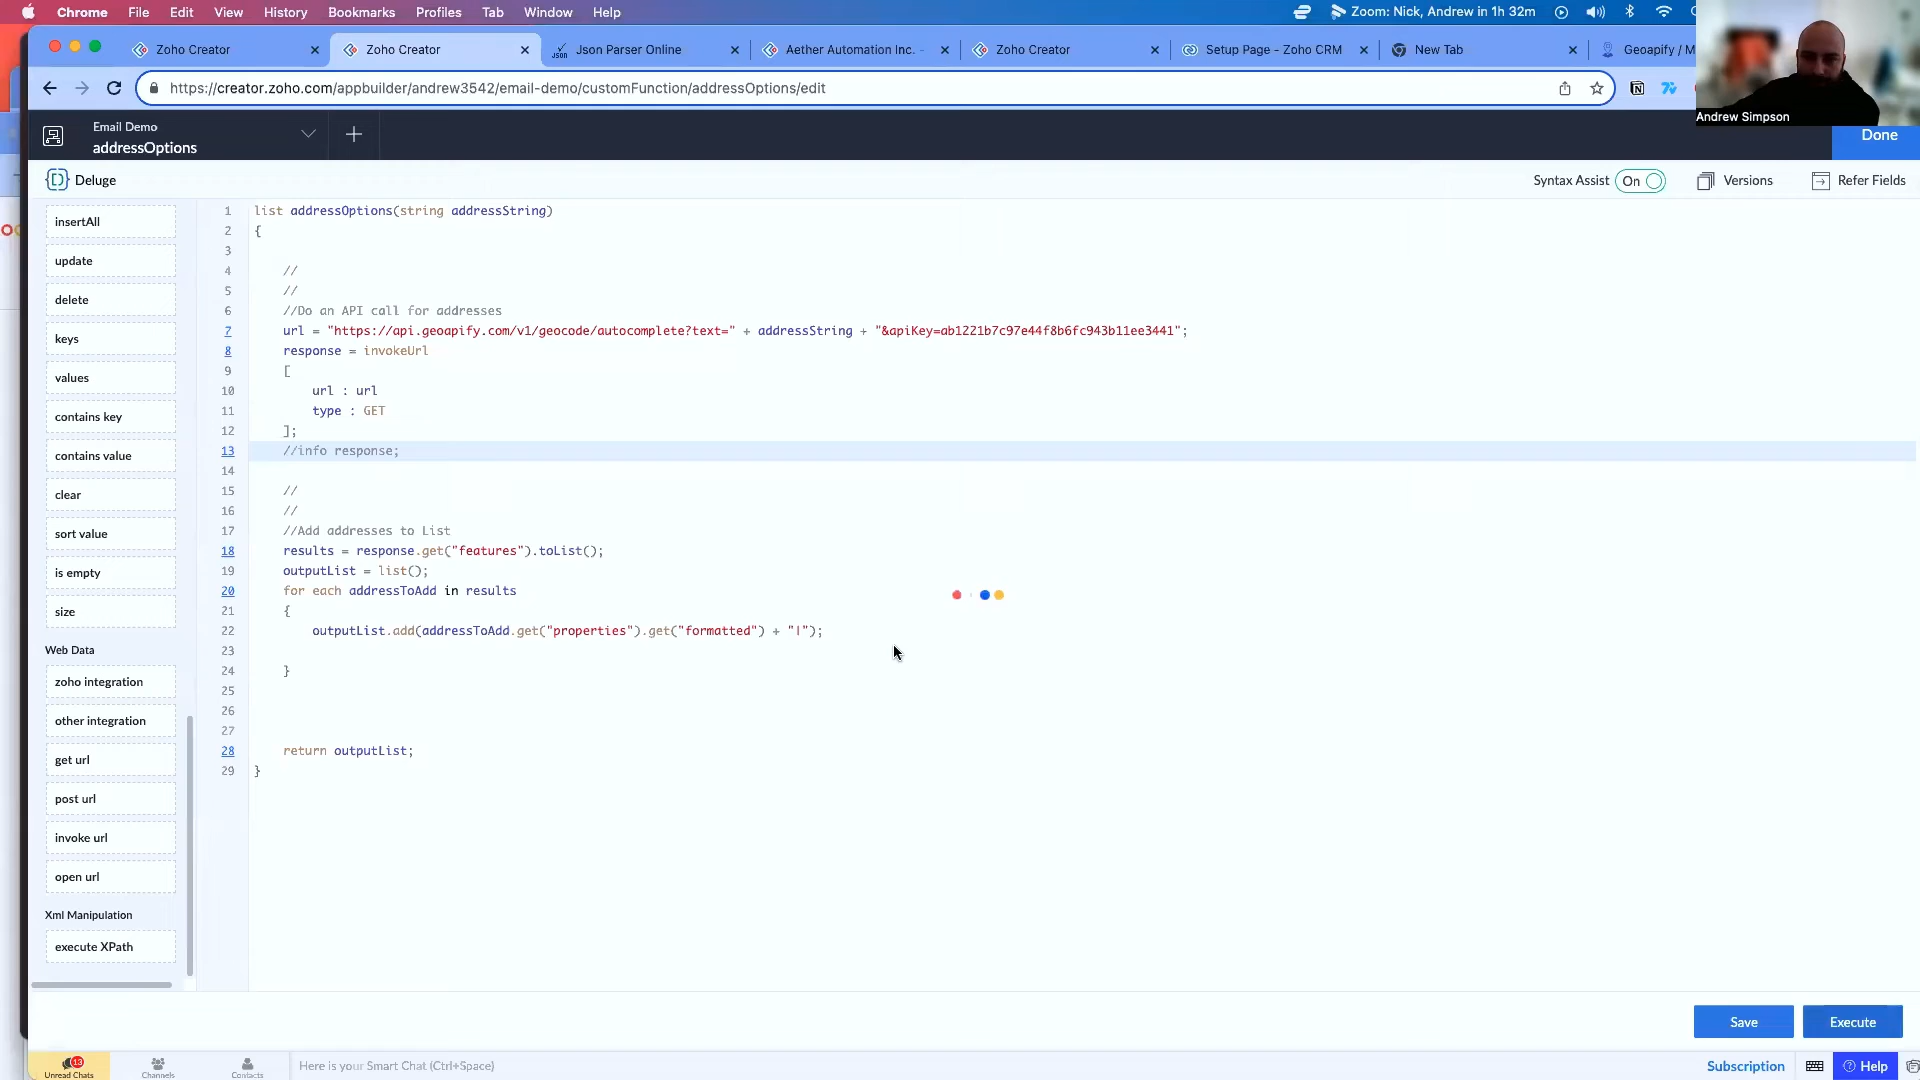 Chrome File Edit View History Bookmarks Profiles Tab Window Help
Zoom: Nick, Andrew in 1h 32m
Zoho Creator
Zoho Creator
Json Parser Online
Aether Automation Inc. -
Zoho Creator
Setup Page - Zoho CRM
New Tab
Geoapify / M
https://creator.zoho.com/appbuilder/andrew3542/email-demo/customFunction/addressOptions/edit
Andrew Simpson
Email Demo
addressOptions
Done
Deluge
Syntax Assist On
Versions
Refer Fields
insertAll
update
delete
keys
values
contains key
contains value
clear
sort value
is empty
size
Web Data
zoho integration
other integration
get url
post url
invoke url
open url
Xml Manipulation
execute XPath
1 list addressOptions(string addressString)
2 {
3
4 //
5 //
6 //Do an API call for addresses
7 url = "https://api.geoapify.com/v1/geocode/autocomplete?text=" + addressString + "&apiKey=ab1221b7c97e44f8b6fc943b11ee3441";
8 response = invokeUrl
9 [
10 url : url
11 type : GET
12 ];
13 //info response;
14
15 //
16 //
17 //Add addresses to List
18 results = response.get("features").toList();
19 outputList = list();
20 for each addressToAdd in results
21 {
22 outputList.add(addressToAdd.get("properties").get("formatted") + "|");
23
24 }
25
26
27
28 return outputList;
29 }
Save
Execute
13
Unread Chats
Channels
Contacts
Here is your Smart Chat (Ctrl+Space)
Subscription
Help